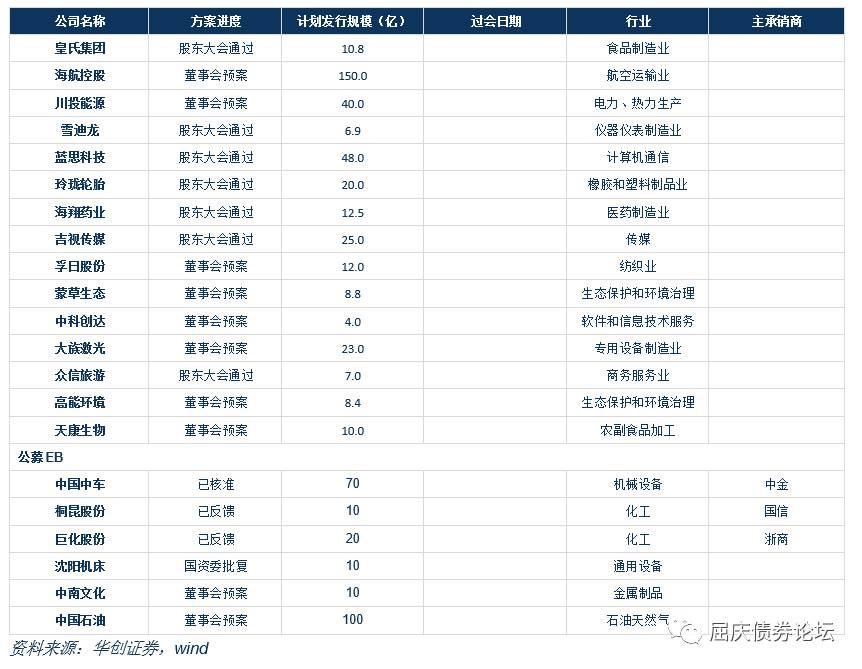 公司名称 方案进度 计划发行规模（亿） 过会日期 行业 主承销商
皇氏集团 股东大会通过 10.8 食品制造业
海航控股 董事会预案 150.0 航空运输业
川投能源 董事会预案 40.0 电力、热力生产
雪迪龙 股东大会通过 6.9 仪器仪表制造业
蓝思科技 股东大会通过 48.0 计算机通信
玲珑轮胎 股东大会通过 20.0 橡胶和塑料制品业
海翔药业 股东大会通过 12.5 医药制造业
吉视传媒 股东大会通过 25.0 传媒
孚日股份 董事会预案 12.0 纺织业
蒙草生态 董事会预案 8.8 生态保护和环境治理
中科创达 董事会预案 4.0 软件和信息技术服务
大族激光 董事会预案 23.0 专用设备制造业
众信旅游 股东大会通过 7.0 商务服务业
高能环境 董事会预案 8.4 生态保护和环境治理
天康生物 董事会预案 10.0 农副食品加工
公募EB
中国中车 已核准 70 机械设备 中金
桐昆股份 已反馈 10 化工 国信
巨化股份 已反馈 20 化工 浙商
沈阳机床 国资委批复 10 通用设备
中南文化 董事会预案 10 金属制品
中国石油 董事会预案 100 石油天然气
屈庆债券论坛
资料来源：华创证券，wind